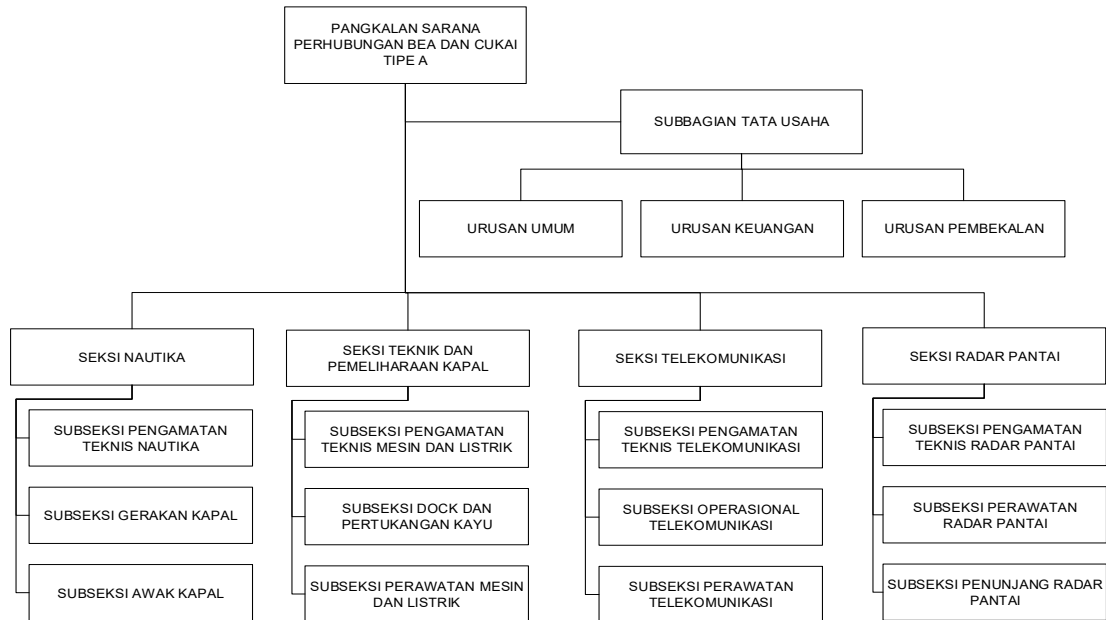 PANGKALAN SARANA
PERHUBUNGAN BEA DAN CUKAI
TIPE A
SUBBAGIAN TATA USAHA
URUSAN UMUM
URUSAN KEUANGAN
URUSAN PEMBEKALAN
SEKSI NAUTIKA
SEKSI TEKNIK DAN
PEMELIHARAAN KAPAL
SEKSI TELEKOMUNIKASI
SEKSI RADAR PANTAI
SUBSEKSI PENGAMATAN
TEKNIS NAUTIKA
SUBSEKSI PENGAMATAN
TEKNIS MESIN DAN LISTRIK
SUBSEKSI PENGAMATAN
TEKNIS TELEKOMUNIKASI
SUBSEKSI PENGAMATAN
TEKNIS RADAR PANTAI
SUBSEKSI GERAKAN KAPAL
SUBSEKSI DOCK DAN
PERTUKANGAN KAYU
SUBSEKSI OPERASIONAL
TELEKOMUNIKASI
SUBSEKSI PERAWATAN
RADAR PANTAI
SUBSEKSI AWAK KAPAL
SUBSEKSI PERAWATAN MESIN
DAN LISTRIK
SUBSEKSI PERAWATAN
TELEKOMUNIKASI
SUBSEKSI PENUNJANG RADAR
PANTAI